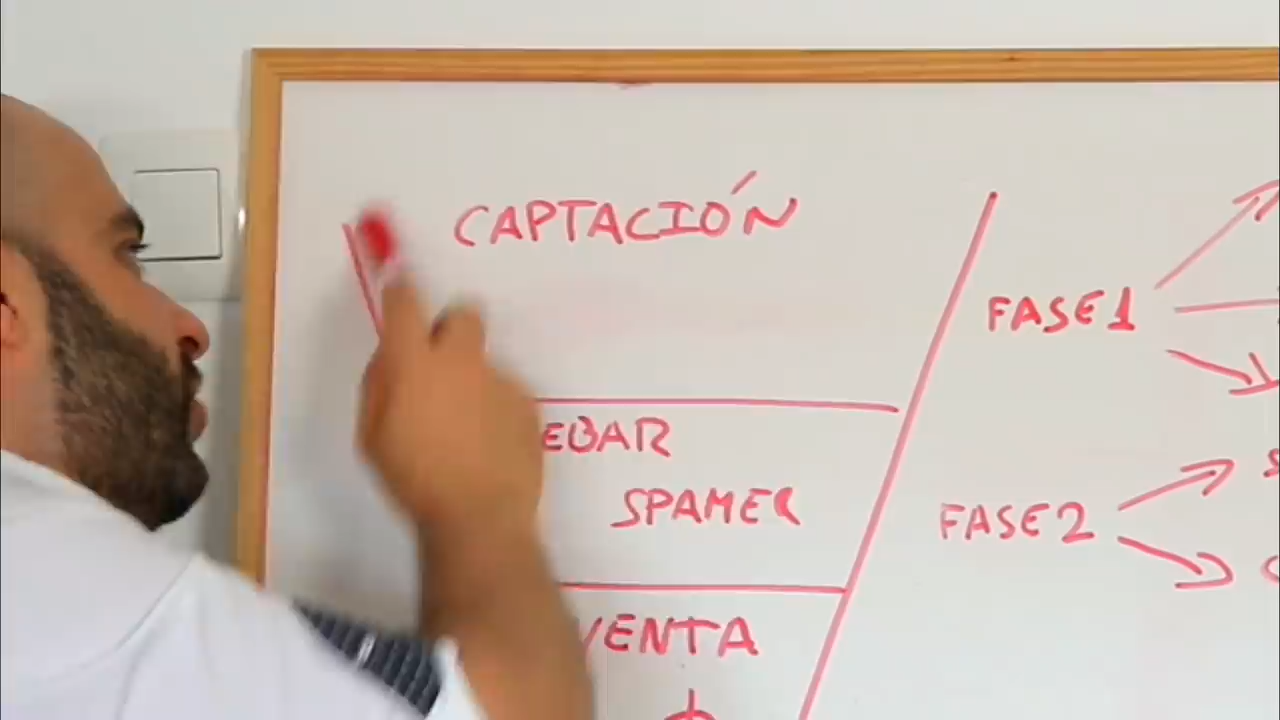 CAPTACIÓN
FASE 1
EBAR
SPAMER
FASE 2
VENTA